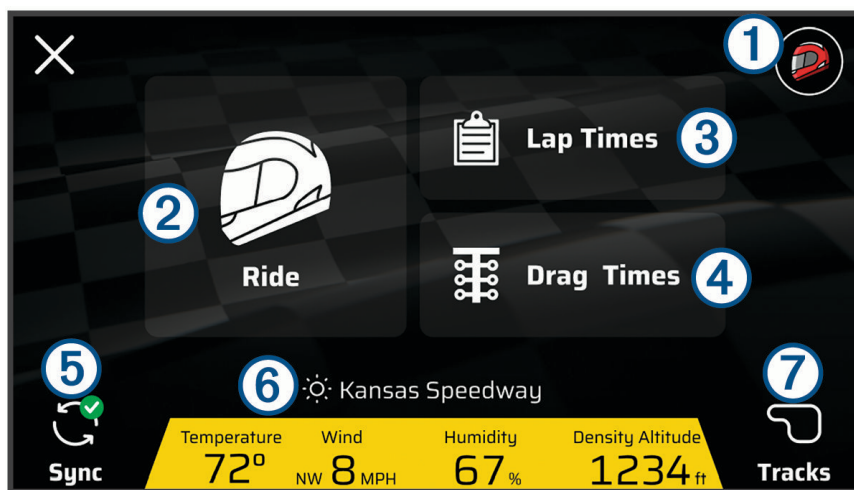 1
2
Ride
Lap Times 3
Drag Times 4
5
Sync
6 Kansas Speedway
Temperature Wind Humidity Density Altitude
72° NW 8 MPH 67 % 1234 ft
7
Tracks